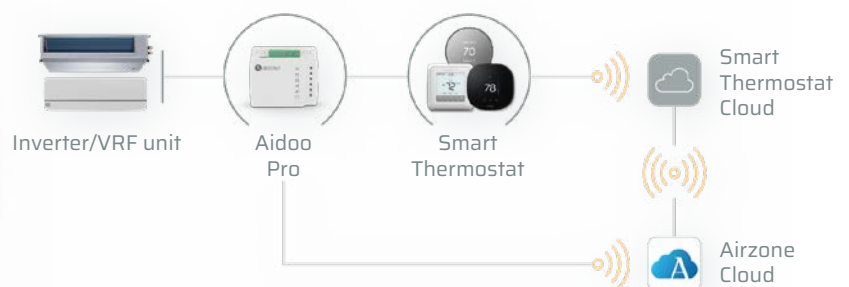 Inverter/VRF unit
Aidoo
Pro
Smart
Thermostat
70
72
78
Smart
Thermostat
Cloud
Airzone
Cloud
A